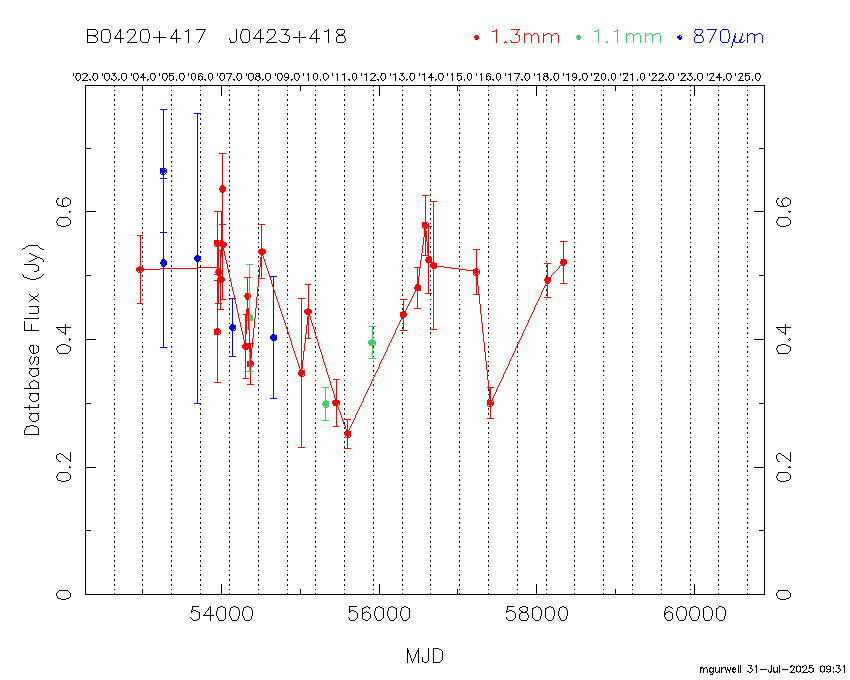 B0420+417 J0423+418 1.3mm 1.1mm 870μm
'02.0 '03.0 '04.0 '05.0 '06.0 '07.0 '08.0 '09.0 '10.0 '11.0 '12.0 '13.0 '14.0 '15.0 '16.0 '17.0 '18.0 '19.0 '20.0 '21.0 '22.0 '23.0 '24.0 '25.0
Database Flux (Jy)
0.6 0.6
0.4 0.4
0.2 0.2
0 0
54000 56000 58000 60000
MJD
mgurwell 31-Jul-2025 09:31